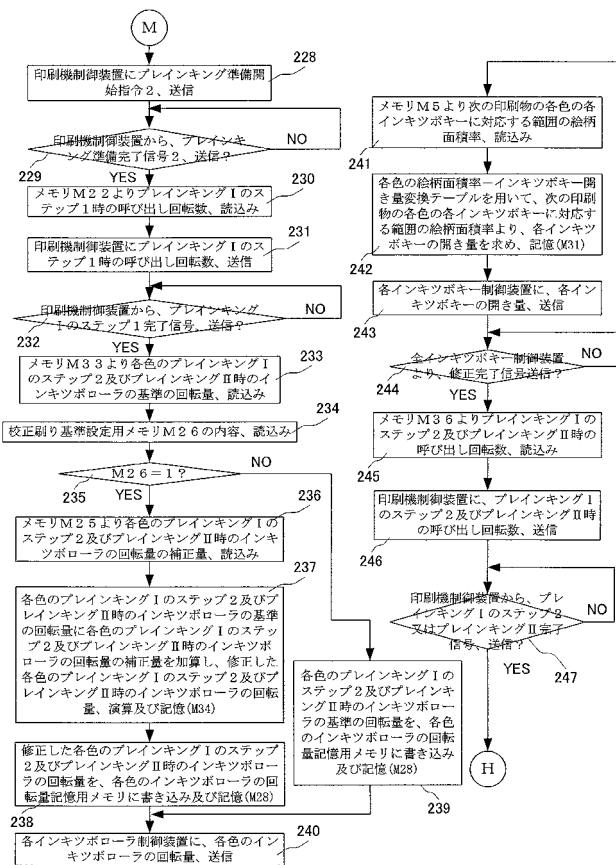 M
228
印刷機制御装置にプレインキング準備開
始指令2、送信
印刷機制御装置から、プレインキ
ング準備完了信号2、送信?
NO
229
YES
230
メモリM22よりプレインキングIのス
テップ1時の呼び出し回転数、読込み
231
印刷機制御装置にプレインキングIのス
テップ1時の呼び出し回転数、送信
印刷機制御装置から、プレインキング
Iのステップ1完了信号、送信?
NO
232
YES
233
メモリM33より各色のプレインキングI
のステップ2及びプレインキングII時のイン
キツボローラの基準の回転量、読込み
234
校正刷り基準設定用メモリM26の内容、読込み
M26=1?
NO
235
YES
236
メモリM25より各色のプレインキングIの
ステップ2及びプレインキングII時のインキ
ツボローラの回転量の補正量、読込み
237
各色のプレインキングIのステップ2及びプ
レインキングII時のインキツボローラの基準
の回転量に各色のプレインキングIのステッ
プ2及びプレインキングII時のインキツボロ
ーラの回転量の補正量を加算し、修正した
各色のプレインキングIのステップ2及びプ
レインキングII時のインキツボローラの回転
量、演算及び記憶(M34)
修正した各色のプレインキングIのステップ
2及びプレインキングII時のインキツボロー
ラの回転量を、各色のインキツボローラの回
転量記憶用メモリに書き込み及び記憶(M28)
238
各色のプレインキングIの
ステップ2及びプレインキ
ングII時のインキツボロー
ラの基準の回転量を、各色
のインキツボローラの回転
量記憶用メモリに書き込み
及び記憶(M28)
239
240
各インキツボローラ制御装置に、各色のイン
キツボローラの回転量、送信
メモリM5より次の印刷物の各色の各
インキツボキーに対応する範囲の絵柄
面積率、読込み
241
各色の絵柄面積率-インキツボキー開
き量変換テーブルを用いて、次の印刷
物の各色の各インキツボキーに対応す
る範囲の絵柄面積率より、各インキツ
ボキーの開き量を求め、記憶(M31)
242
各インキツボキー制御装置に、各イ
ンキツボキーの開き量、送信
243
全インキツボキー制御装置
より、修正完了信号送信?
NO
244
YES
メモリM36よりプレインキングIの
ステップ2及びプレインキングII時の
呼び出し回転数、読込み
245
印刷機制御装置に、プレインキングI
のステップ2及びプレインキングII時
の呼び出し回転数、送信
246
印刷機制御装置から、プレ
インキングIのステップ2
又はプレインキングII完了
信号、送信?
NO
247
YES
H